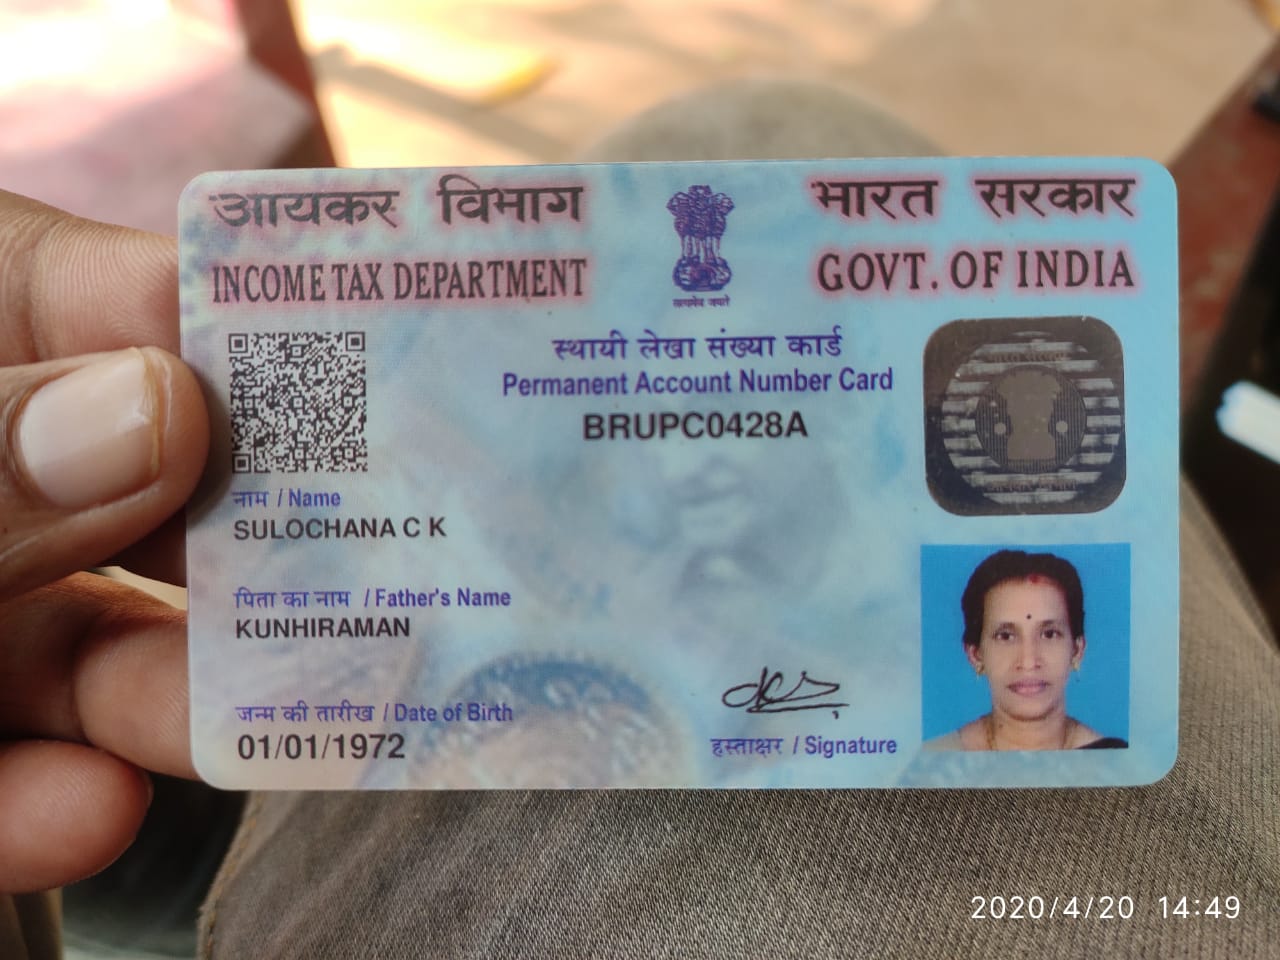 आयकर विभाग
INCOME TAX DEPARTMENT
सत्यमेव जयते
भारत सरकार
GOVT. OF INDIA
स्थायी लेखा संख्या कार्ड
Permanent Account Number Card
BRUPC0428A
नाम / Name
SULOCHANA C K
पिता का नाम / Father's Name
KUNHIRAMAN
जन्म की तारीख / Date of Birth
01/01/1972
हस्ताक्षर / Signature
2020/4/20 14:49